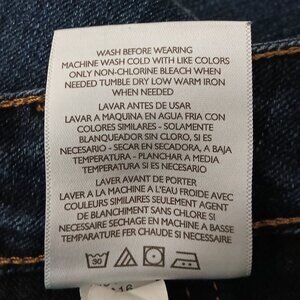 WASH BEFORE WEARING
MACHINE WASH COLD WITH LIKE COLORS
ONLY NON-CHLORINE BLEACH WHEN
NEEDED TUMBLE DRY LOW WARM IRON
WHEN NEEDED
LAVAR ANTES DE USAR
LAVAR A MAQUINA EN AGUA FRIA CON
COLORES SIMILARES - SOLAMENTE
BLANQUEADOR SIN CLORO, SI ES
NECESARIO - SECAR EN SECADORA, A BAJA
TEMPERATURA - PLANCHAR A MEDIA
TEMPERATURA SI ES NECESARIO
LAVER AVANT DE PORTER
LAVER A LA MACHINE A L'EAU FROIDE AVEC
COULEURS SIMILAIRES SEULEMENT AGENT
DE BLANCHIMENT SANS CHLORE SI
NECESSAIRE SECHAGE EN MACHINE A BASSE
TEMPERATURE FER CHAUDE SI NECESSAIRE
16